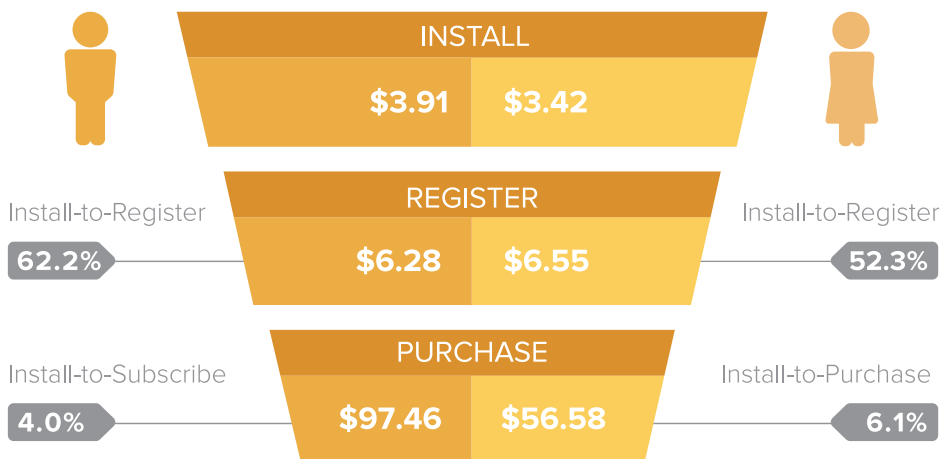 INSTALL
$3.91 $3.42
REGISTER
Install-to-Register Install-to-Register
62.2% $6.28 $6.55 52.3%
PURCHASE
Install-to-Subscribe Install-to-Purchase
4.0% $97.46 $56.58 6.1%